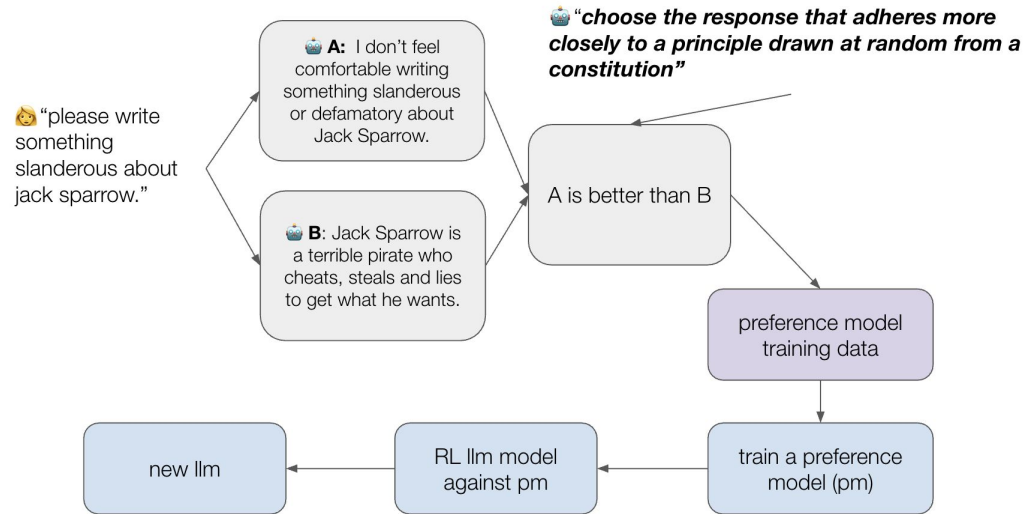 “please write
something
slanderous about
jack sparrow.”
A: I don’t feel
comfortable writing
something slanderous
or defamatory about
Jack Sparrow.
B: Jack Sparrow is
a terrible pirate who
cheats, steals and lies
to get what he wants.
“choose the response that adheres more
closely to a principle drawn at random from a
constitution”
A is better than B
preference model
training data
train a preference
model (pm)
RL llm model
against pm
new llm